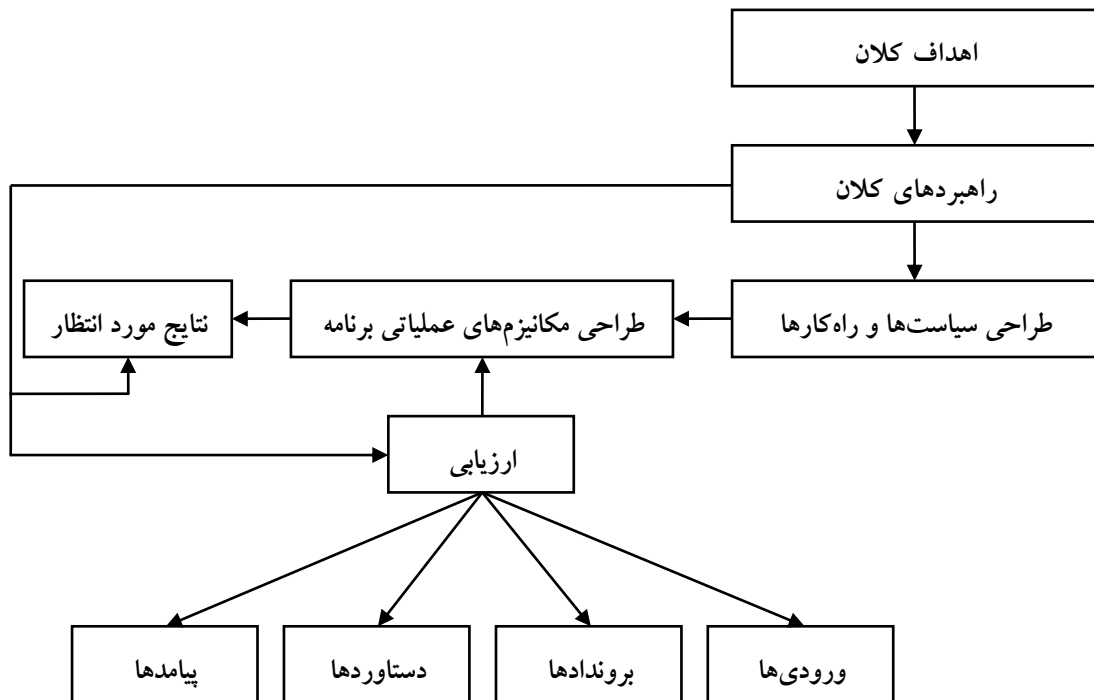 اهداف کلان
راهبردهای کلان
طراحی سیاست‌ها و راه‌کارها
طراحی مکانیزم‌های عملیاتی برنامه
نتایج مورد انتظار
ارزیابی
ورودی‌ها
بروندادها
دستاوردها
پیامدها